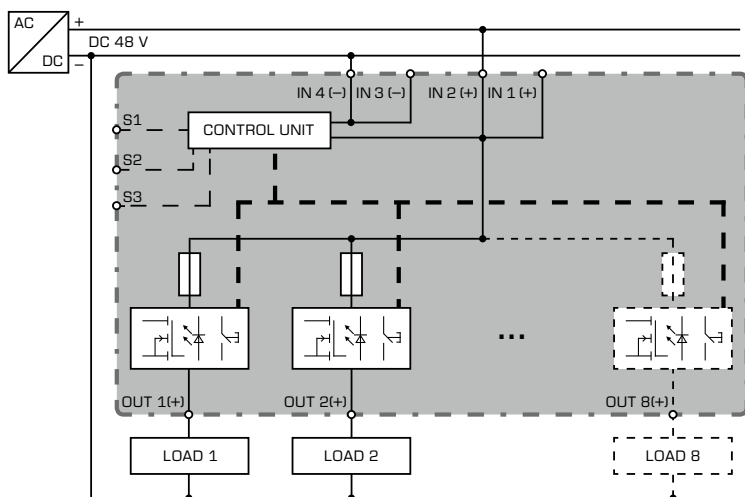 AC
+
DC 48 V
DC
–
IN 4 (–) IN 3 (–) IN 2 (+) IN 1 (+)
S1
CONTROL UNIT
S2
S3
...
OUT 1(+) OUT 2(+) OUT 8(+)
LOAD 1 LOAD 2 LOAD 8